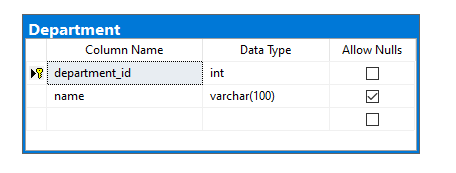 Department
Column Name Data Type Allow Nulls
department_id int
name varchar(100)